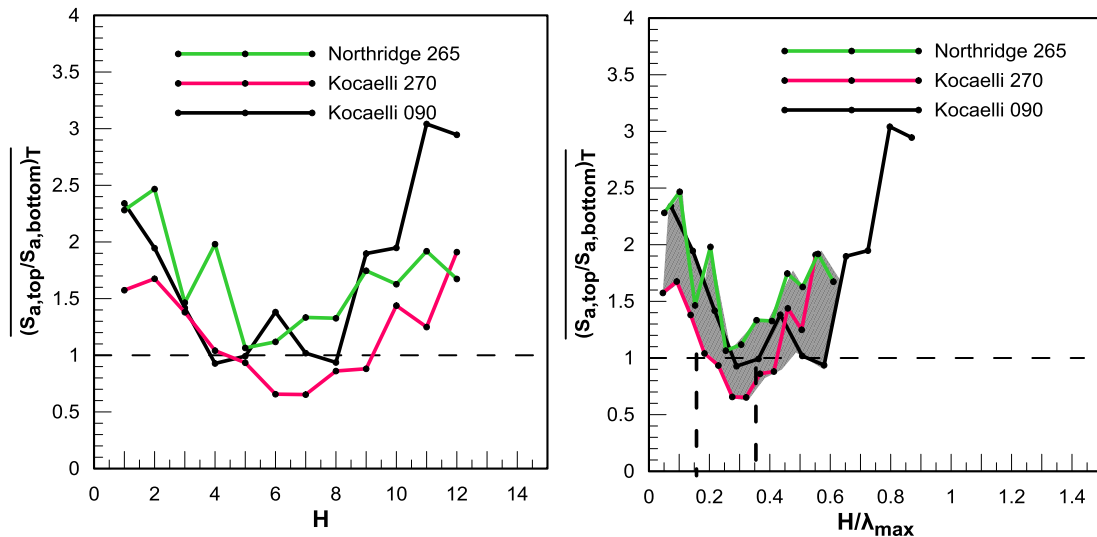 4
3.5
3
2.5
2
1.5
1
0.5
0
(Sa,top/Sa,bottom)T
Northridge 265
Kocaelli 270
Kocaelli 090
0 2 4 6 8 10 12 14
H
4
3.5
3
2.5
2
1.5
1
0.5
0
(Sa,top/Sa,bottom)T
Northridge 265
Kocaelli 270
Kocaelli 090
0 0.2 0.4 0.6 0.8 1 1.2 1.4
H/λmax